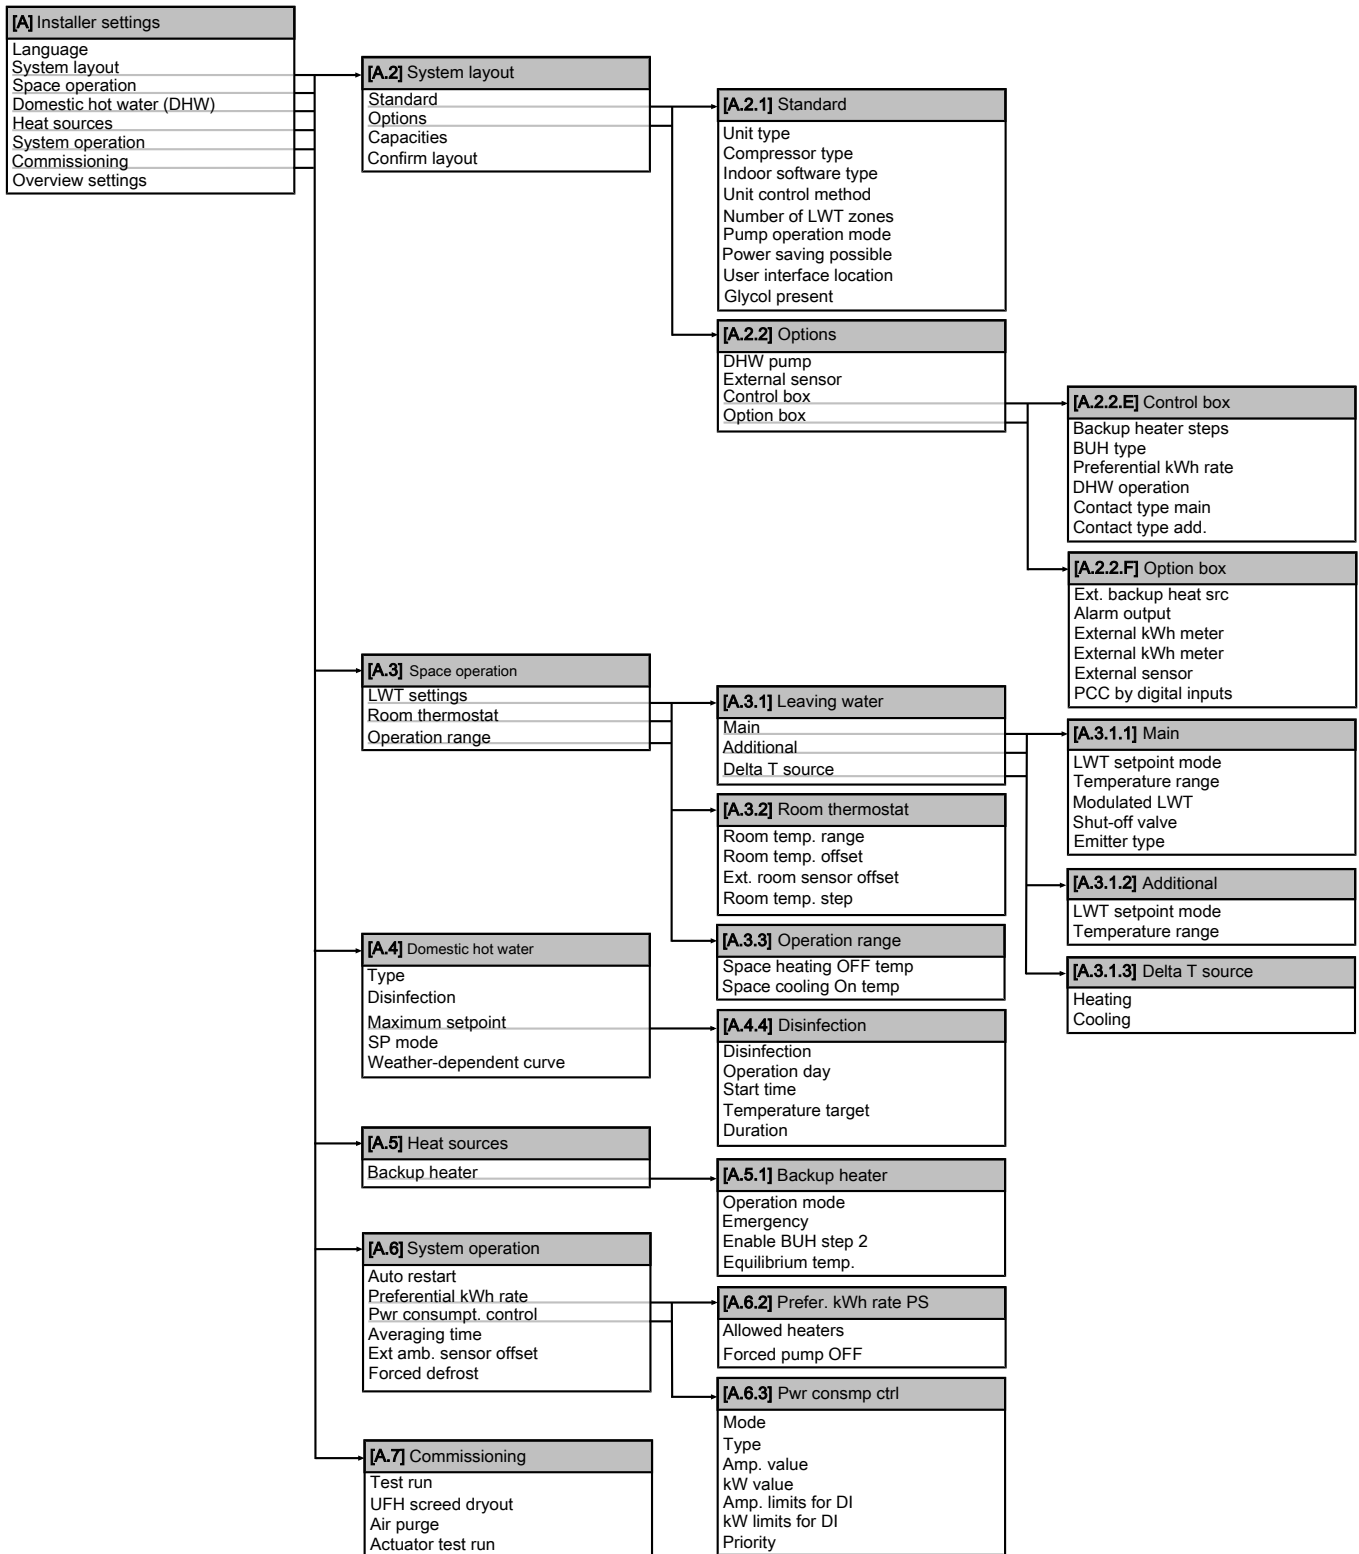 [A] Installer settings
Language
System layout
Space operation
Domestic hot water (DHW)
Heat sources
System operation
Commissioning
Overview settings
[A.2] System layout
Standard
Options
Capacities
Confirm layout
[A.2.1] Standard
Unit type
Compressor type
Indoor software type
Unit control method
Number of LWT zones
Pump operation mode
Power saving possible
User interface location
Glycol present
[A.2.2] Options
DHW pump
External sensor
Control box
Option box
[A.2.2.E] Control box
Backup heater steps
BUH type
Preferential kWh rate
DHW operation
Contact type main
Contact type add.
[A.2.2.F] Option box
Ext. backup heat src
Alarm output
External kWh meter
External kWh meter
External sensor
PCC by digital inputs
[A.3] Space operation
LWT settings
Room thermostat
Operation range
[A.3.1] Leaving water
Main
Additional
Delta T source
[A.3.1.1] Main
LWT setpoint mode
Temperature range
Modulated LWT
Shut-off valve
Emitter type
[A.3.1.2] Additional
LWT setpoint mode
Temperature range
[A.3.1.3] Delta T source
Heating
Cooling
[A.3.2] Room thermostat
Room temp. range
Room temp. offset
Ext. room sensor offset
Room temp. step
[A.3.3] Operation range
Space heating OFF temp
Space cooling On temp
[A.4] Domestic hot water
Type
Disinfection
Maximum setpoint
SP mode
Weather-dependent curve
[A.4.4] Disinfection
Disinfection
Operation day
Start time
Temperature target
Duration
[A.5] Heat sources
Backup heater
[A.5.1] Backup heater
Operation mode
Emergency
Enable BUH step 2
Equilibrium temp.
[A.6] System operation
Auto restart
Preferential kWh rate
Pwr consumpt. control
Averaging time
Ext amb. sensor offset
Forced defrost
[A.6.2] Prefer. kWh rate PS
Allowed heaters
Forced pump OFF
[A.6.3] Pwr consmp ctrl
Mode
Type
Amp. value
kW value
Amp. limits for DI
kW limits for DI
Priority
[A.7] Commissioning
Test run
UFH screed dryout
Air purge
Actuator test run